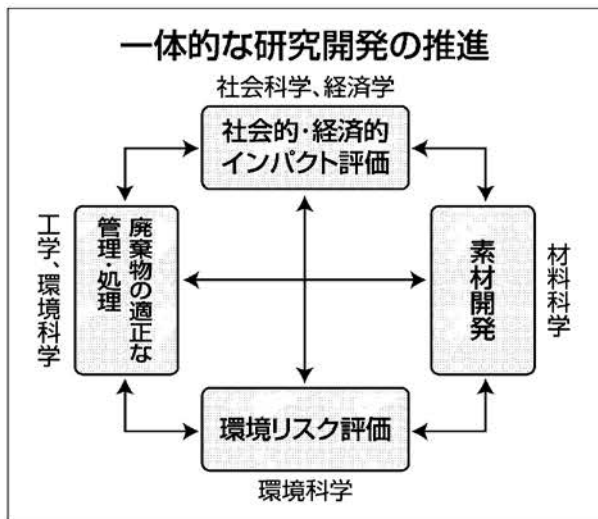 一体的な研究開発の推進
社会科学、経済学
社会的・経済的
インパクト評価
工学、環境科学
廃棄物の適正な
管理・処理
素材開発
材料科学
環境リスク評価
環境科学